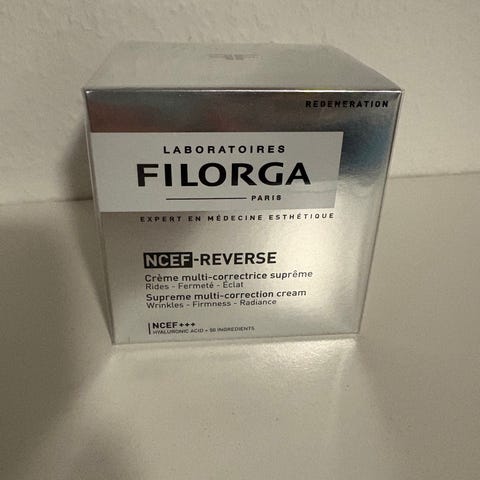 REGENERATION
LABORATOIRES
FILORGA
PARIS
EXPERT EN MÉDECINE ESTHÉTIQUE
NCEF-REVERSE
Crème multi-correctrice suprême
Rides - Fermeté - Éclat
Supreme multi-correction cream
Wrinkles - Firmness - Radiance
NCEF+++
HYALURONIC ACID + 50 INGREDIENTS